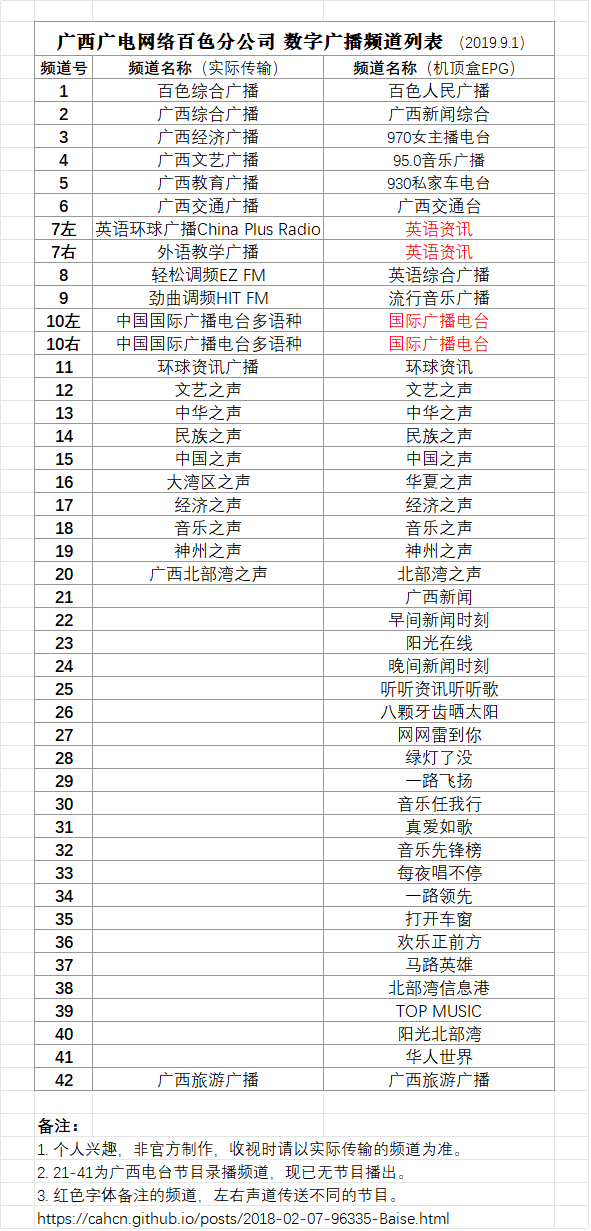 广西广电网络百色分公司 数字广播频道列表 （2019.9.1）
频道号 频道名称（实际传输） 频道名称（机顶盒EPG）
1 百色综合广播 百色人民广播
2 广西综合广播 广西新闻综合
3 广西经济广播 970女主播电台
4 广西文艺广播 95.0音乐广播
5 广西教育广播 930私家车电台
6 广西交通广播 广西交通台
7左 英语环球广播China Plus Radio 英语资讯
7右 外语教学广播 英语资讯
8 轻松调频EZ FM 英语综合广播
9 劲曲调频HIT FM 流行音乐广播
10左 中国国际广播电台多语种 国际广播电台
10右 中国国际广播电台多语种 国际广播电台
11 环球资讯广播 环球资讯
12 文艺之声 文艺之声
13 中华之声 中华之声
14 民族之声 民族之声
15 中国之声 中国之声
16 大湾区之声 华夏之声
17 经济之声 经济之声
18 音乐之声 音乐之声
19 神州之声 神州之声
20 广西北部湾之声 北部湾之声
21 广西新闻
22 早间新闻时刻
23 阳光在线
24 晚间新闻时刻
25 听听资讯听听歌
26 八颗牙齿晒太阳
27 网网雷到你
28 绿灯了没
29 一路飞扬
30 音乐任我行
31 真爱如歌
32 音乐先锋榜
33 每夜唱不停
34 一路领先
35 打开车窗
36 欢乐正前方
37 马路英雄
38 北部湾信息港
39 TOP MUSIC
40 阳光北部湾
41 华人世界
42 广西旅游广播 广西旅游广播
备注：
1. 个人兴趣，非官方制作，收视时请以实际传输的频道为准。
2. 21-41为广西电台节目录播频道，现已无节目播出。
3. 红色字体备注的频道，左右声道传送不同的节目。
https://cahcn.github.io/posts/2018-02-07-96335-Baise.html